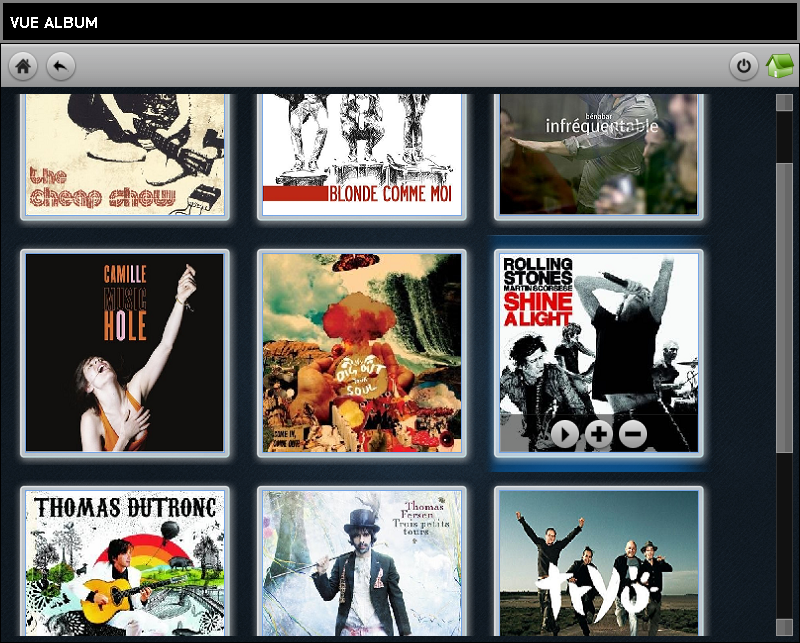 VUE ALBUM
the
cheap show
BLONDE COMME MOI
bénabar
infréquentable
CAMILLE
MUSIC
HOLE
DIG OUT
YOUR
SOUL
ROLLING
STONES
MARTIN SCORSESE
SHINE
A LIGHT
THOMAS DUTRONC
Thomas
Fersen
Trois petits
tours
tryö